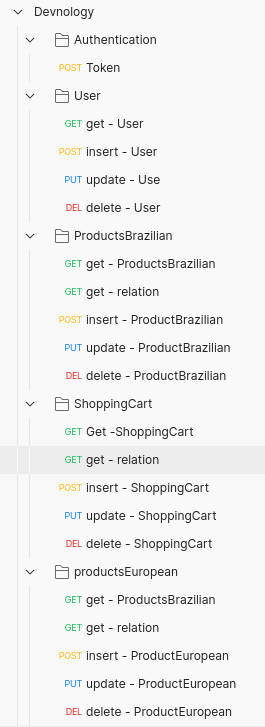 Devnology
Authentication
POST Token
User
GET get - User
POST insert - User
PUT update - Use
DEL delete - User
ProductsBrazilian
GET get - ProductsBrazilian
GET get - relation
POST insert - ProductBrazilian
PUT update - ProductBrazilian
DEL delete - ProductBrazilian
ShoppingCart
GET Get -ShoppingCart
GET get - relation
POST insert - ShoppingCart
PUT update - ShoppingCart
DEL delete - ShoppingCart
productsEuropean
GET get - ProductsBrazilian
GET get - relation
POST insert - ProductEuropean
PUT update - ProductEuropean
DEL delete - ProductEuropean